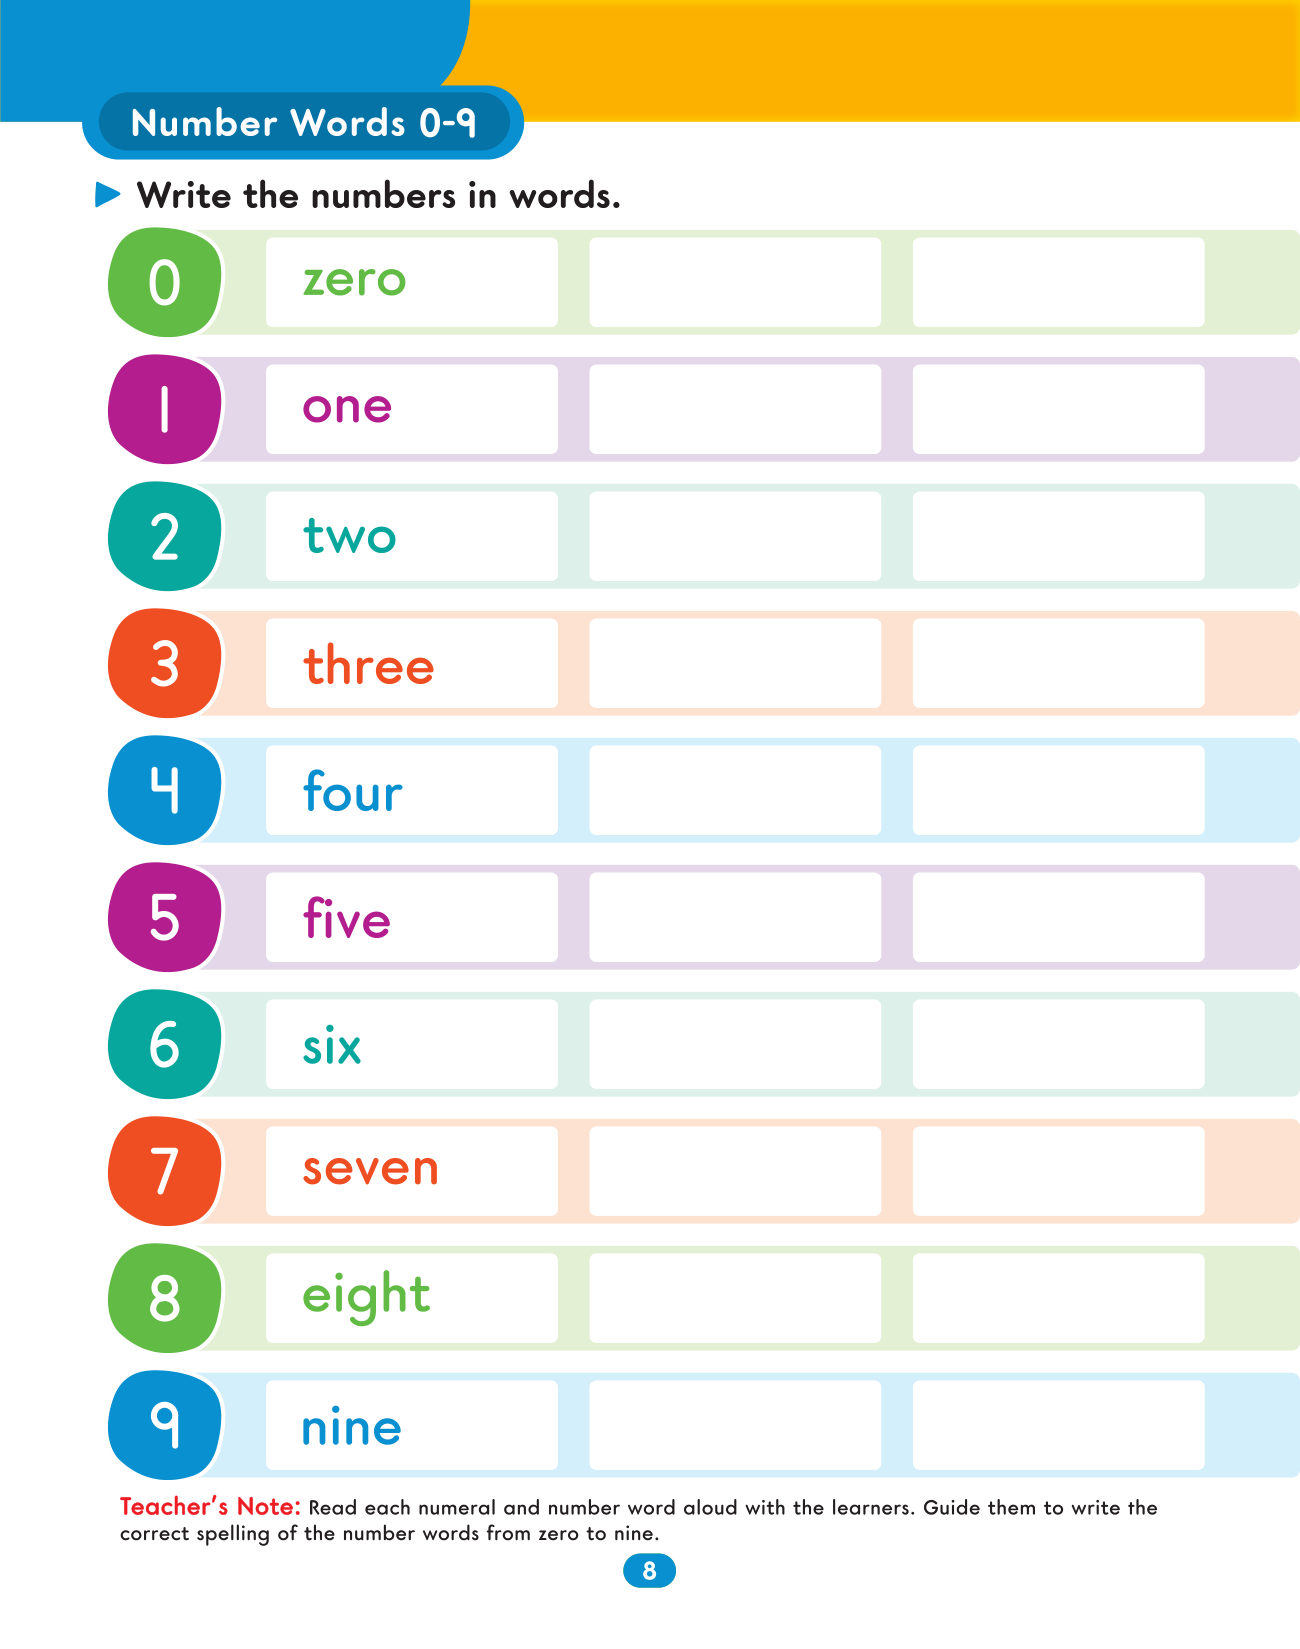 Number Words 0-9
Write the numbers in words.
0 zero
1 one
2 two
3 three
4 four
5 five
6 six
7 seven
8 eight
9 nine
Teacher's Note: Read each numeral and number word aloud with the learners. Guide them to write the
correct spelling of the number words from zero to nine.
8